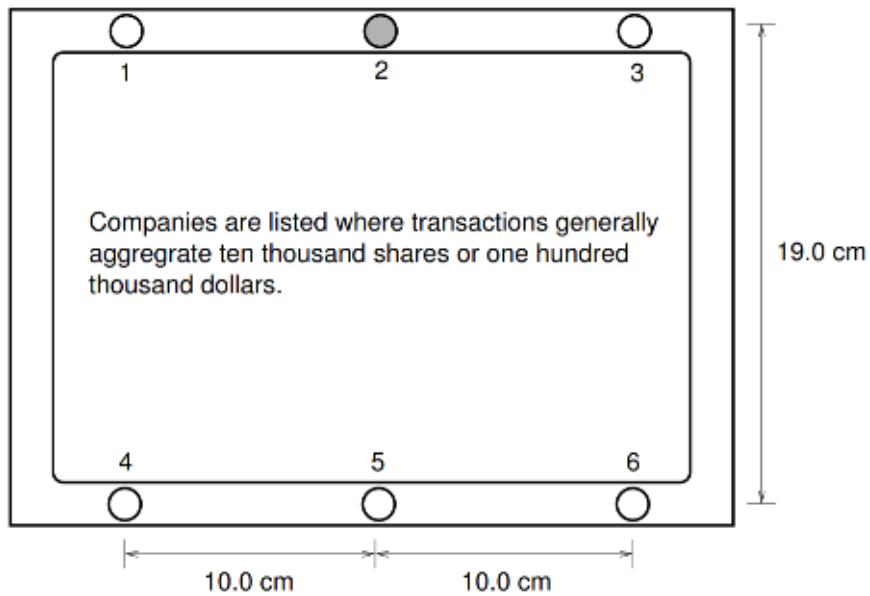 1 2 3
19.0 cm
Companies are listed where transactions generally
aggregrate ten thousand shares or one hundred
thousand dollars.
4 5 6
10.0 cm 10.0 cm